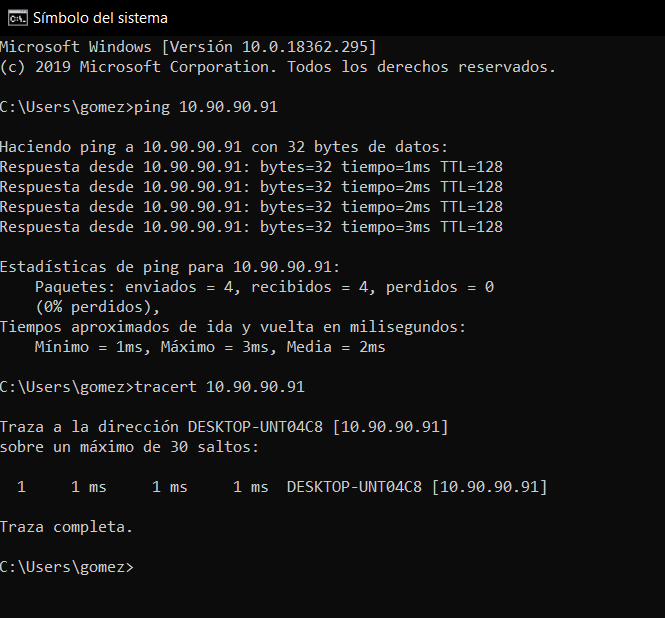 Símbolo del sistema
Microsoft Windows [Versión 10.0.18362.295]
(c) 2019 Microsoft Corporation. Todos los derechos reservados.
C:\Users\gomez>ping 10.90.90.91
Haciendo ping a 10.90.90.91 con 32 bytes de datos:
Respuesta desde 10.90.90.91: bytes=32 tiempo=1ms TTL=128
Respuesta desde 10.90.90.91: bytes=32 tiempo=2ms TTL=128
Respuesta desde 10.90.90.91: bytes=32 tiempo=2ms TTL=128
Respuesta desde 10.90.90.91: bytes=32 tiempo=3ms TTL=128
Estadísticas de ping para 10.90.90.91:
    Paquetes: enviados = 4, recibidos = 4, perdidos = 0
    (0% perdidos),
Tiempos aproximados de ida y vuelta en milisegundos:
    Mínimo = 1ms, Máximo = 3ms, Media = 2ms
C:\Users\gomez>tracert 10.90.90.91
Traza a la dirección DESKTOP-UNT04C8 [10.90.90.91]
sobre un máximo de 30 saltos:
  1     1 ms     1 ms     1 ms  DESKTOP-UNT04C8 [10.90.90.91]
Traza completa.
C:\Users\gomez>